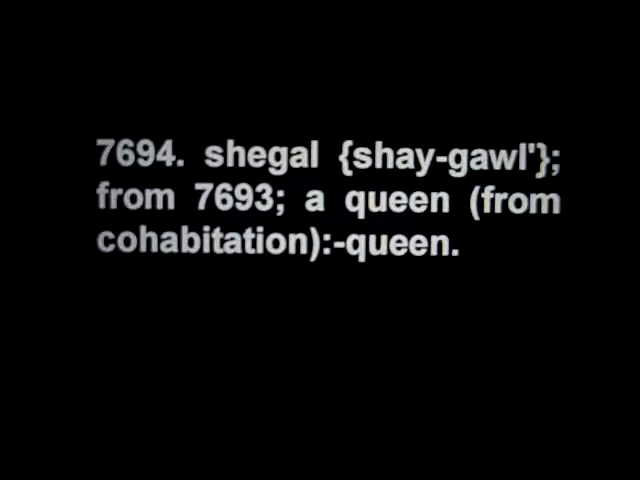 7694. shegal {shay-gawl'};
from 7693; a queen (from
cohabitation):-queen.